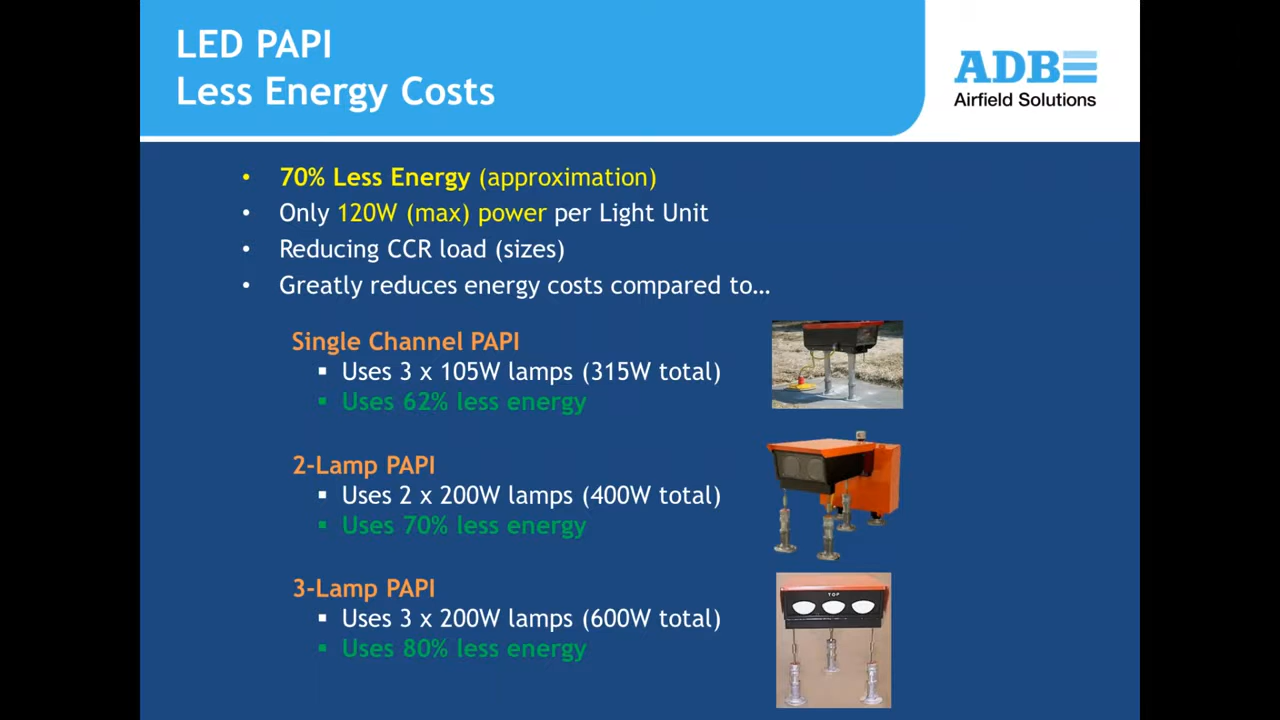 LED PAPI
Less Energy Costs
ADB
Airfield Solutions
• 70% Less Energy (approximation)
• Only 120W (max) power per Light Unit
• Reducing CCR load (sizes)
• Greatly reduces energy costs compared to…
Single Channel PAPI
▪ Uses 3 x 105W lamps (315W total)
▪ Uses 62% less energy
2-Lamp PAPI
▪ Uses 2 x 200W lamps (400W total)
▪ Uses 70% less energy
3-Lamp PAPI
▪ Uses 3 x 200W lamps (600W total)
▪ Uses 80% less energy
TOP